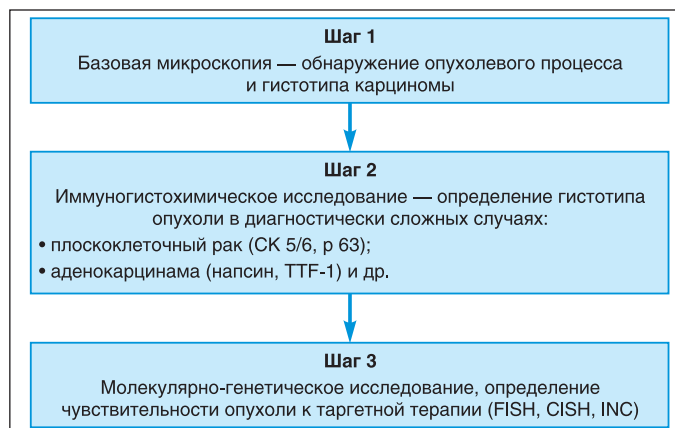 Шаг 1
Базовая микроскопия — обнаружение опухолевого процесса
и гистотипа карциномы
Шаг 2
Иммуногистохимическое исследование — определение гистотипа
опухоли в диагностически сложных случаях:
• плоскоклеточный рак (СК 5/6, р 63);
• аденокарцинама (напсин, TTF-1) и др.
Шаг 3
Молекулярно-генетическое исследование, определение
чувствительности опухоли к таргетной терапии (FISH, CISH, INC)